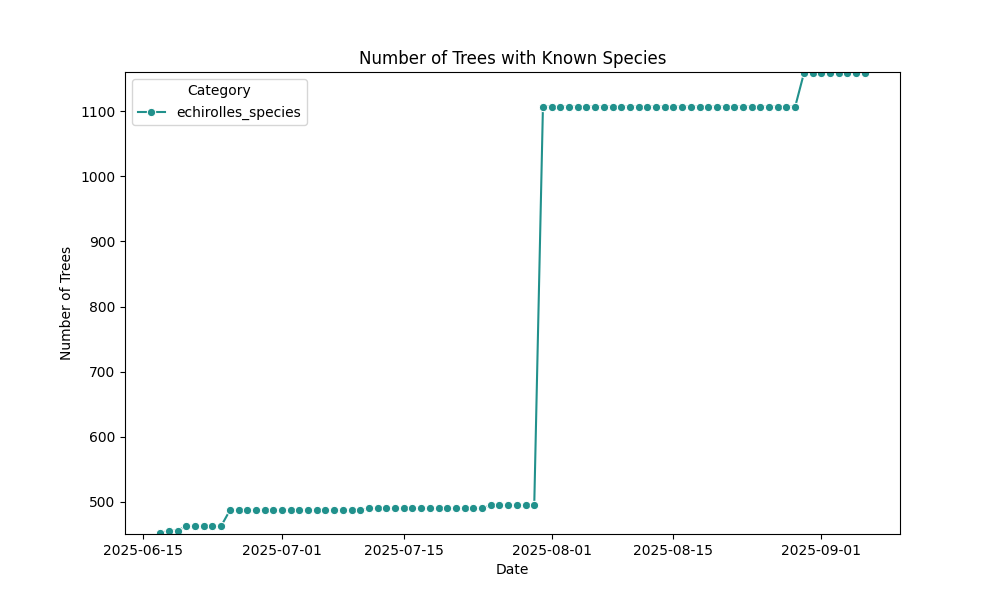 Number of Trees with Known Species
Category
echirolles_species
Number of Trees
1100
1000
900
800
700
600
500
2025-06-15
2025-07-01
2025-07-15
2025-08-01
2025-08-15
2025-09-01
Date